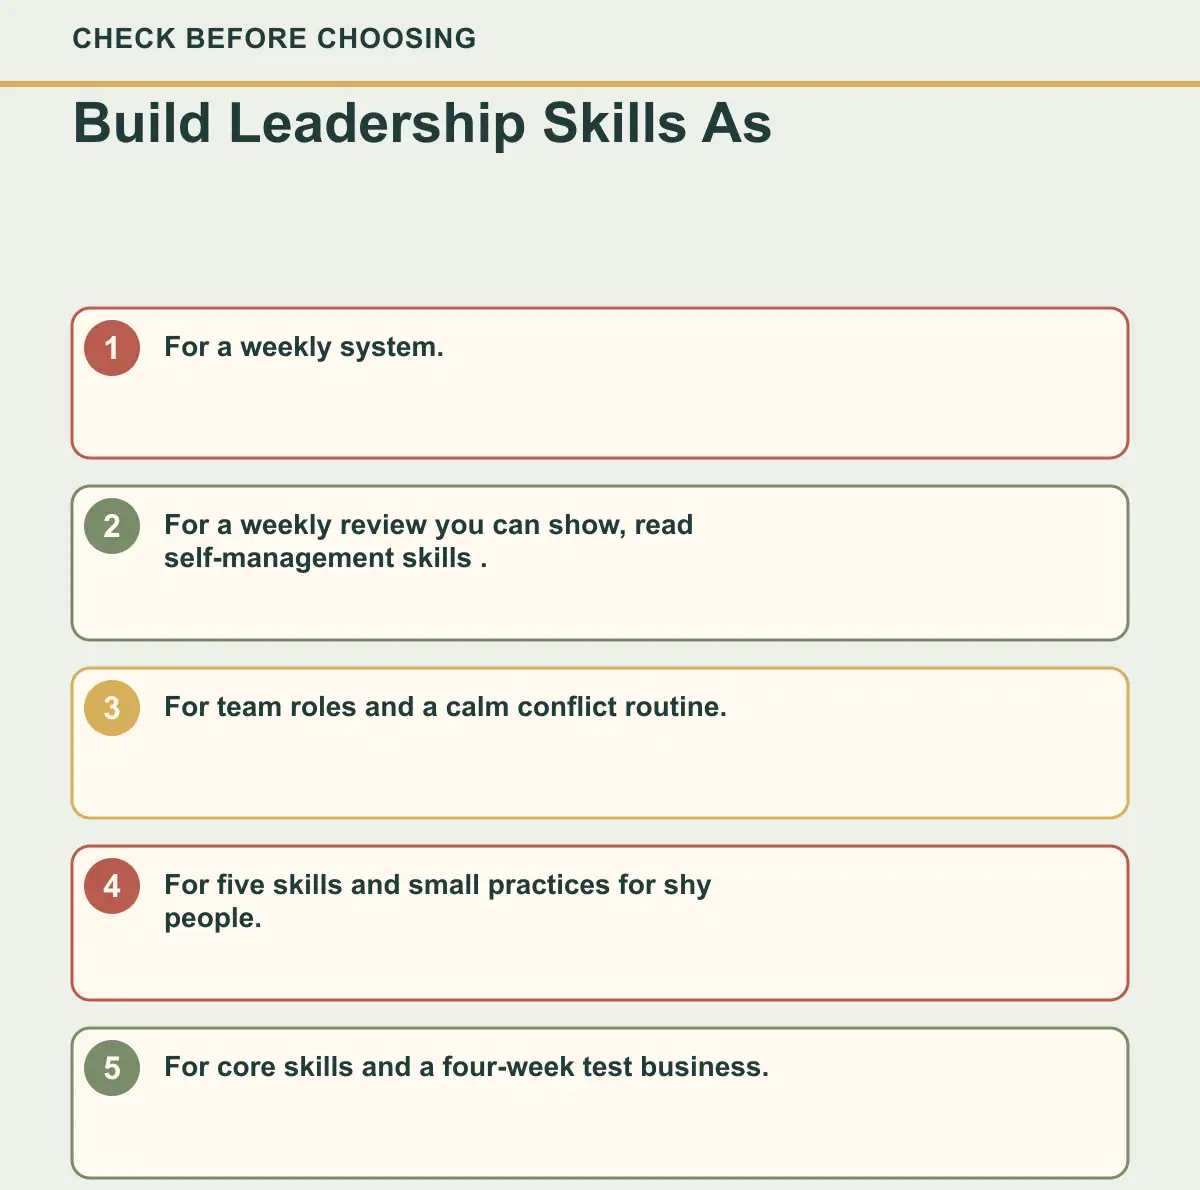 CHECK BEFORE CHOOSING
Build Leadership Skills As
1
For a weekly system.
2
For a weekly review you can show, read
self-management skills .
3
For team roles and a calm conflict routine.
4
For five skills and small practices for shy
people.
5
For core skills and a four-week test business.